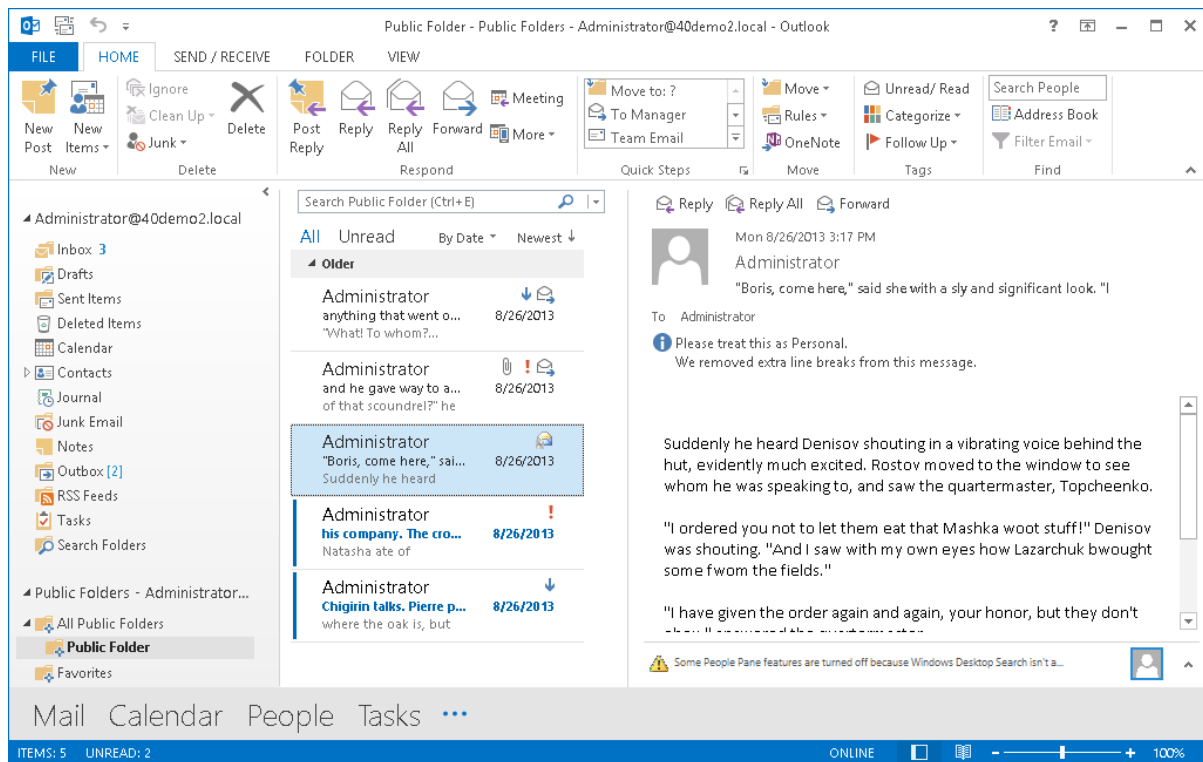 Public Folder - Public Folders - Administrator@40demo2.local - Outlook
FILE HOME SEND / RECEIVE FOLDER VIEW
New Post
New Items
New
Ignore
Clean Up
Junk
Delete
Delete
Post Reply
Reply
Reply All
Forward
Meeting
More
Respond
Move to: ?
To Manager
Team Email
Quick Steps
Move
Rules
OneNote
Move
Unread/ Read
Categorize
Follow Up
Tags
Search People
Address Book
Filter Email
Find
Administrator@40demo2.local
Inbox 3
Drafts
Sent Items
Deleted Items
Calendar
Contacts
Journal
Junk Email
Notes
Outbox [2]
RSS Feeds
Tasks
Search Folders
Public Folders - Administrator...
All Public Folders
Public Folder
Favorites
Search Public Folder (Ctrl+E)
All Unread By Date Newest
Older
Administrator
anything that went o... 8/26/2013
"What! To whom?...
Administrator
and he gave way to a... 8/26/2013
of that scoundrel?" he
Administrator
"Boris, come here," sai... 8/26/2013
Suddenly he heard
Administrator
his company. The cro... 8/26/2013
Natasha ate of
Administrator
Chigirin talks. Pierre p... 8/26/2013
where the oak is, but
Reply Reply All Forward
Mon 8/26/2013 3:17 PM
Administrator
"Boris, come here," said she with a sly and significant look. "I
To Administrator
Please treat this as Personal.
We removed extra line breaks from this message.
Suddenly he heard Denisov shouting in a vibrating voice behind the
hut, evidently much excited. Rostov moved to the window to see
whom he was speaking to, and saw the quartermaster, Topcheenko.
"I ordered you not to let them eat that Mashka woot stuff!" Denisov
was shouting. "And I saw with my own eyes how Lazarchuk bwought
some fwom the fields."
"I have given the order again and again, your honor, but they don't
Some People Pane features are turned off because Windows Desktop Search isn't a...
Mail Calendar People Tasks
ITEMS: 5 UNREAD: 2 ONLINE 100%